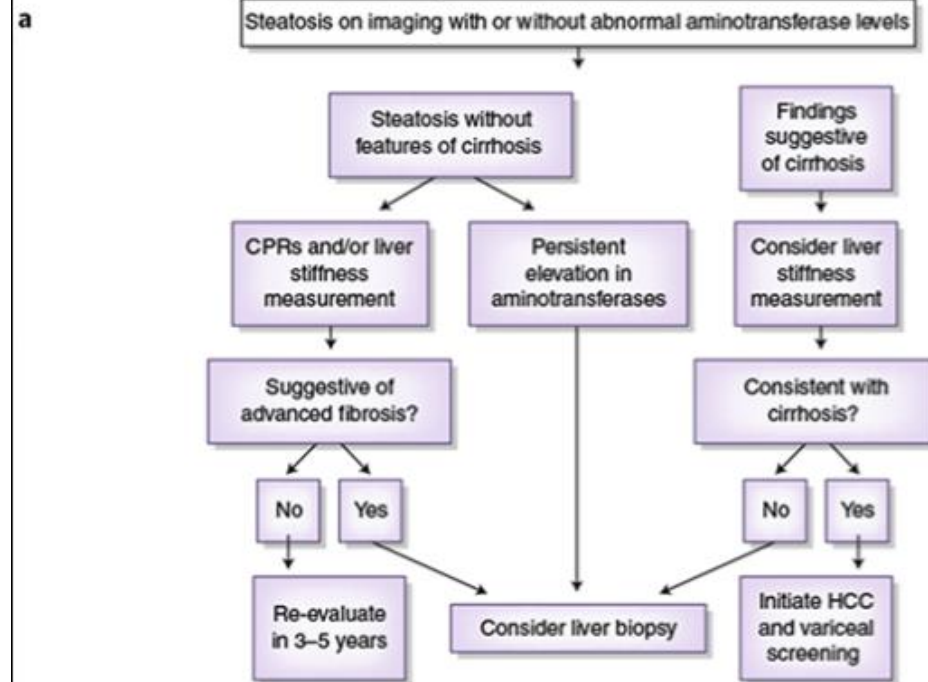 a
Steatosis on imaging with or without abnormal aminotransferase levels
Steatosis without
features of cirrhosis
Findings
suggestive
of cirrhosis
CPRs and/or liver
stiffness
measurement
Persistent
elevation in
aminotransferases
Consider liver
stiffness
measurement
Suggestive of
advanced fibrosis?
Consistent with
cirrhosis?
No
Yes
No
Yes
Re-evaluate
in 3–5 years
Consider liver biopsy
Initiate HCC
and variceal
screening